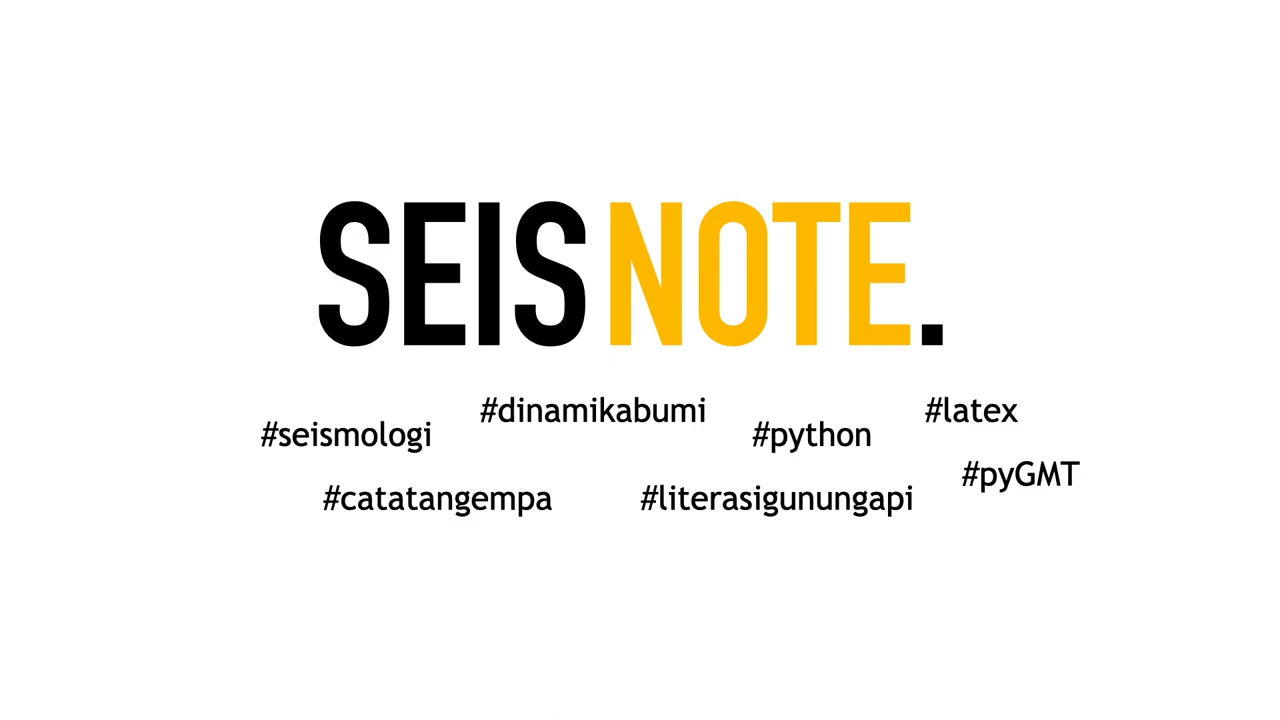 SEISNOTE.
#dinamikabumi
#latex
#seismologi
#python
#pyGMT
#catatangempa
#literasigunungapi